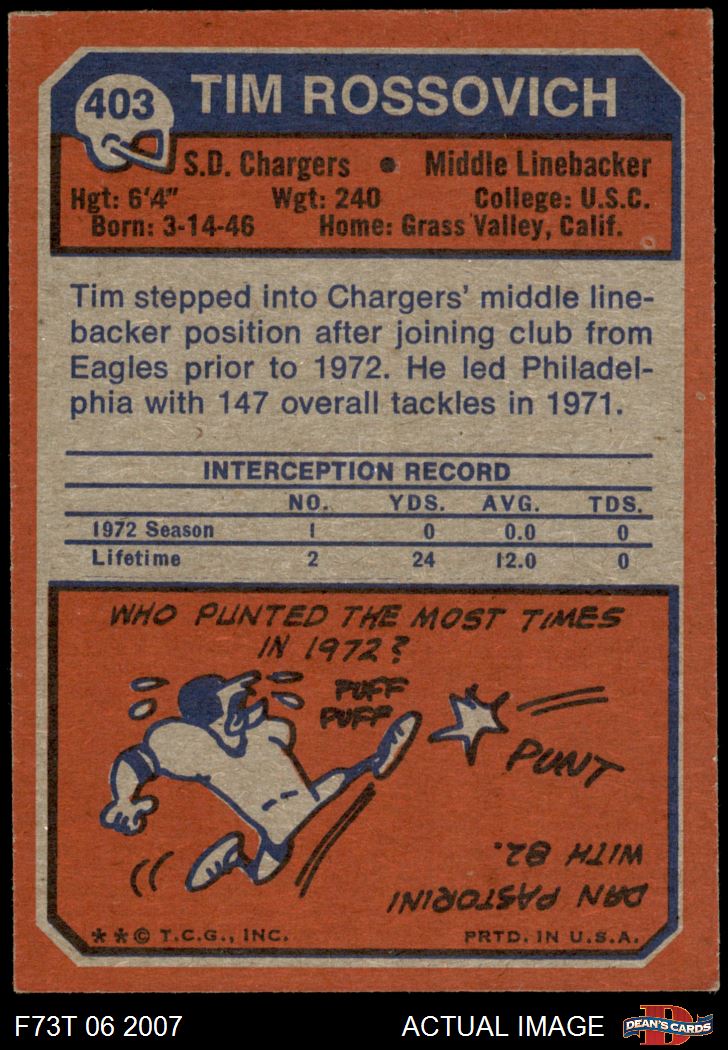 403
TIM ROSSOVICH
S.D. Chargers • Middle Linebacker
Hgt: 6'4" Wgt: 240 College: U.S.C.
Born: 3-14-46 Home: Grass Valley, Calif.
Tim stepped into Chargers' middle line-
backer position after joining club from
Eagles prior to 1972. He led Philadel-
phia with 147 overall tackles in 1971.
INTERCEPTION RECORD
NO. YDS. AVG. TDS.
1972 Season 1 0 0.0 0
Lifetime 2 24 12.0 0
WHO PUNTED THE MOST TIMES
IN 1972?
PUFF
PUFF
PUNT
DAN PASTORINI
WITH 82.
**© T.C.G., INC. PRTD. IN U.S.A.
F73T 06 2007 ACTUAL IMAGE
D
DEAN'S CARDS